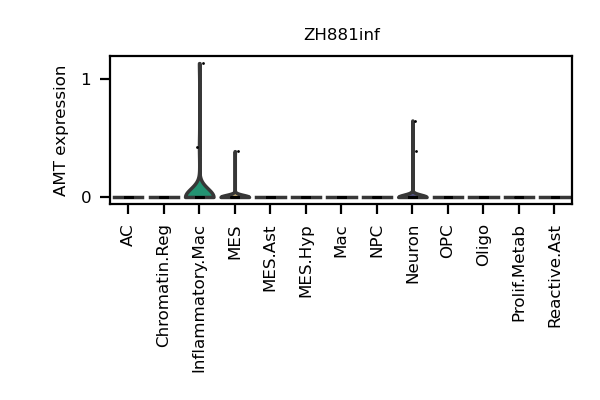 ZH881inf
AMT expression
1
0
AC
Chromatin.Reg
Inflammatory.Mac
MES
MES.Ast
MES.Hyp
Mac
NPC
Neuron
OPC
Oligo
Prolif.Metab
Reactive.Ast